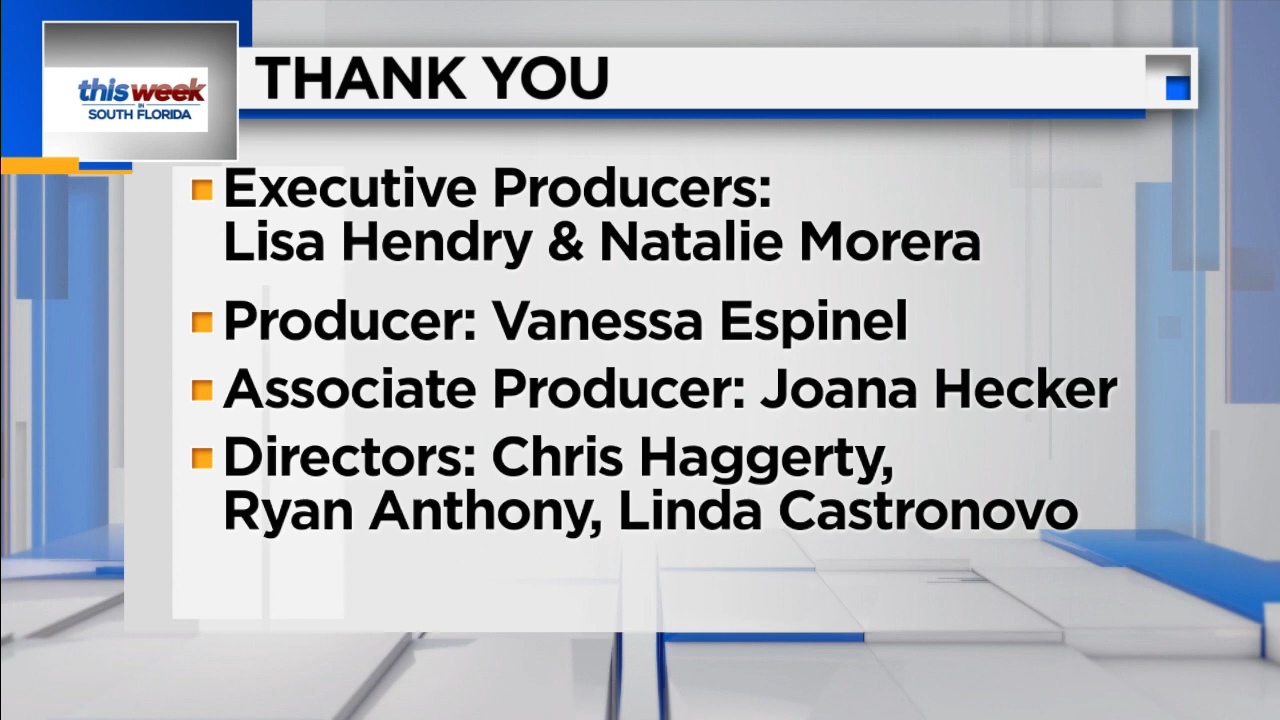 this week
IN
SOUTH FLORIDA
THANK YOU
Executive Producers:
Lisa Hendry & Natalie Morera
Producer: Vanessa Espinel
Associate Producer: Joana Hecker
Directors: Chris Haggerty,
Ryan Anthony, Linda Castronovo